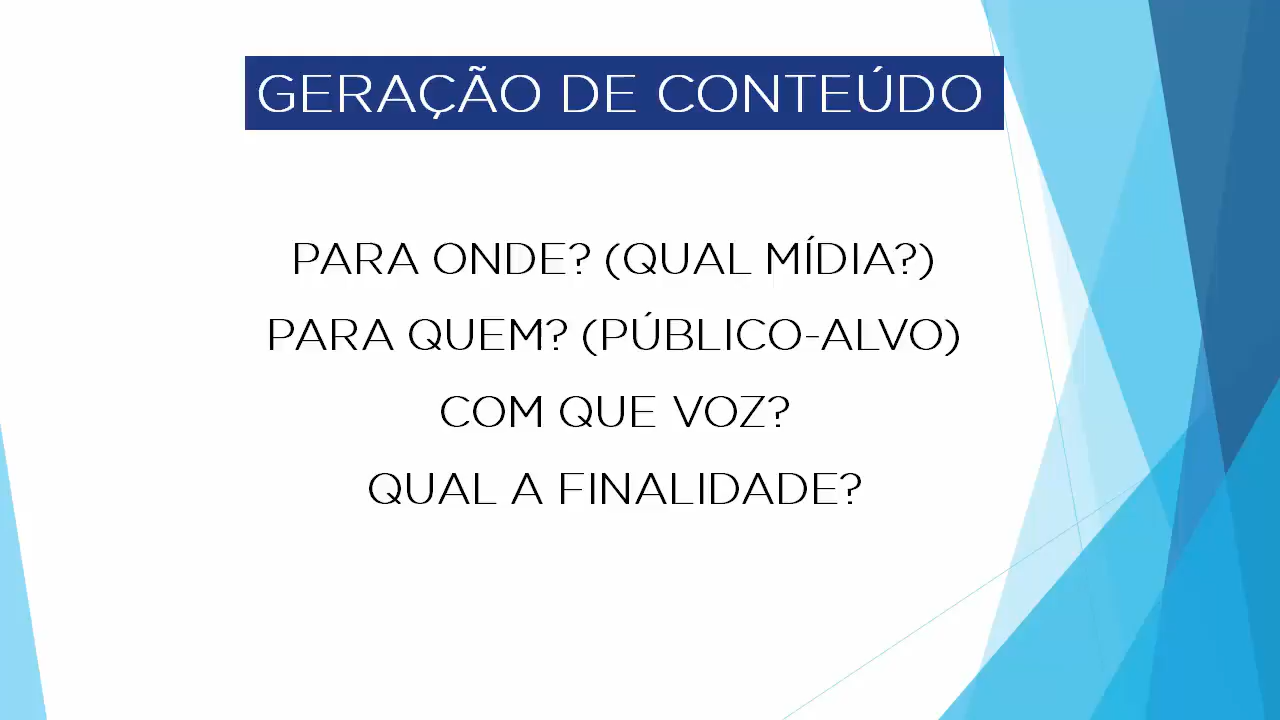 GERAÇÃO DE CONTEÚDO
PARA ONDE? (QUAL MÍDIA?)
PARA QUEM? (PÚBLICO-ALVO)
COM QUE VOZ?
QUAL A FINALIDADE?